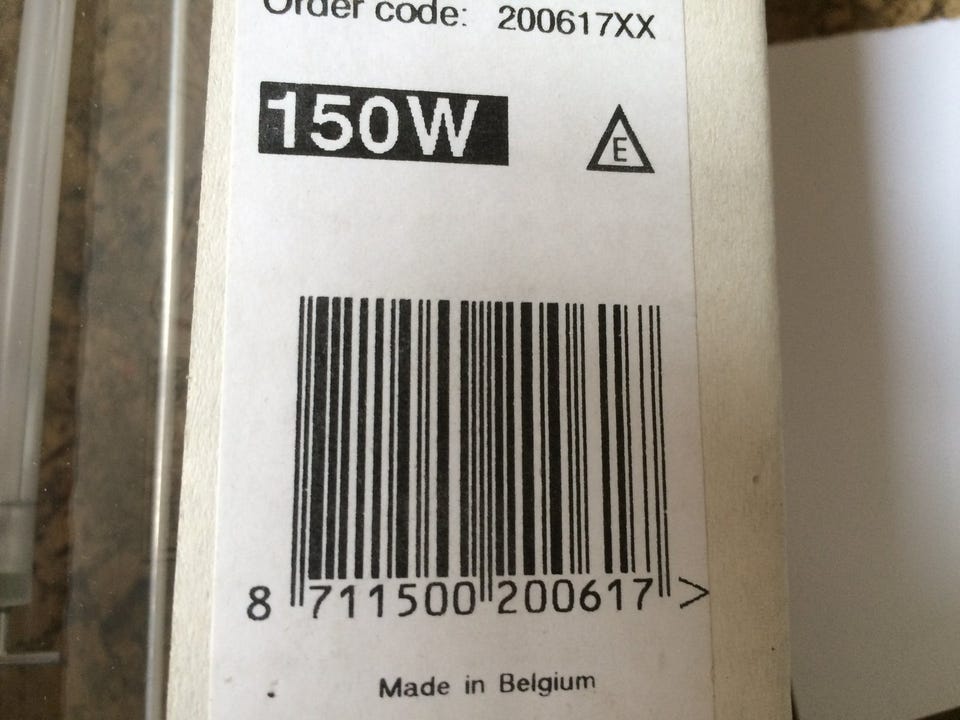 Order code: 200617XX
150W
E
8 711500 200617 >
Made in Belgium